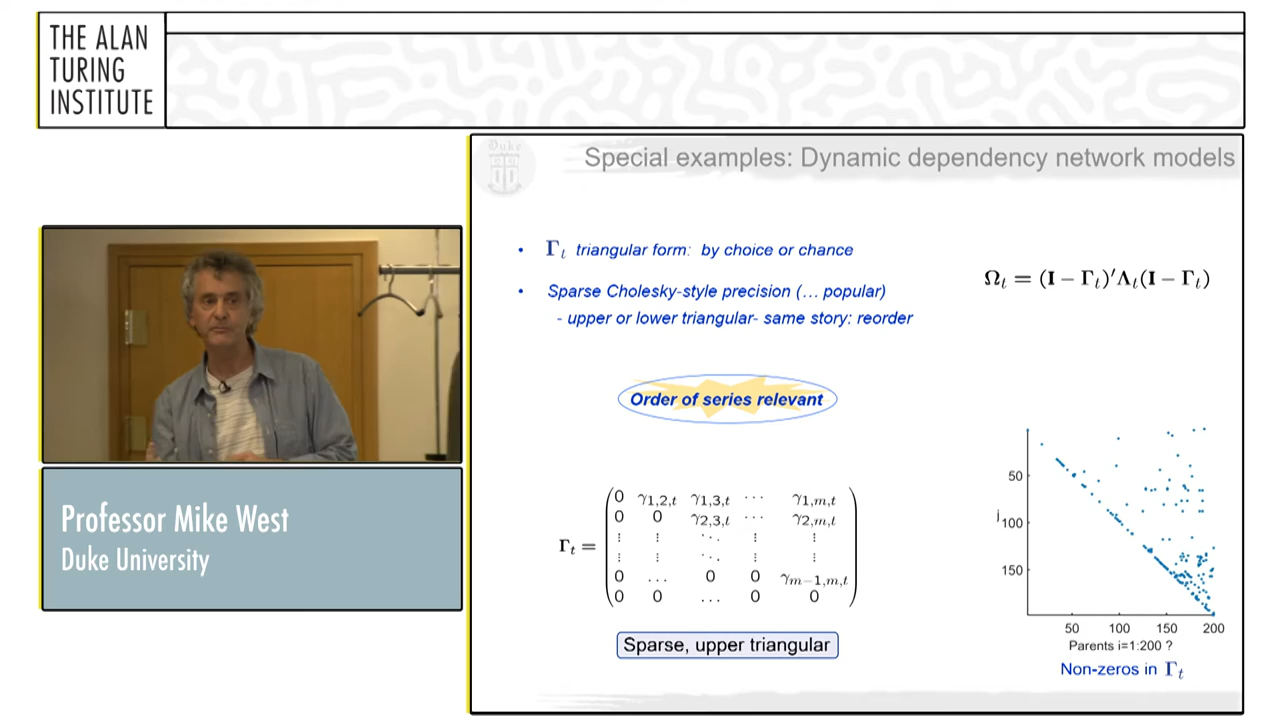 THE ALAN
TURING
INSTITUTE
Duke
Special examples: Dynamic dependency network models
• Γt triangular form: by choice or chance
• Sparse Cholesky-style precision (… popular)
- upper or lower triangular- same story: reorder
Ωt = (I − Γt)′Λt(I − Γt)
Order of series relevant
Γt =
0 γ1,2,t γ1,3,t ⋯ γ1,m,t
0 0 γ2,3,t ⋯ γ2,m,t
⋮ ⋮ ⋱ ⋮ ⋮
⋮ ⋮ ⋱ ⋮ ⋮
0 … 0 0 γm−1,m,t
0 0 … 0 0
Sparse, upper triangular
50
100
150
j
50 100 150 200
Parents i=1:200 ?
Non-zeros in Γt
Professor Mike West
Duke University